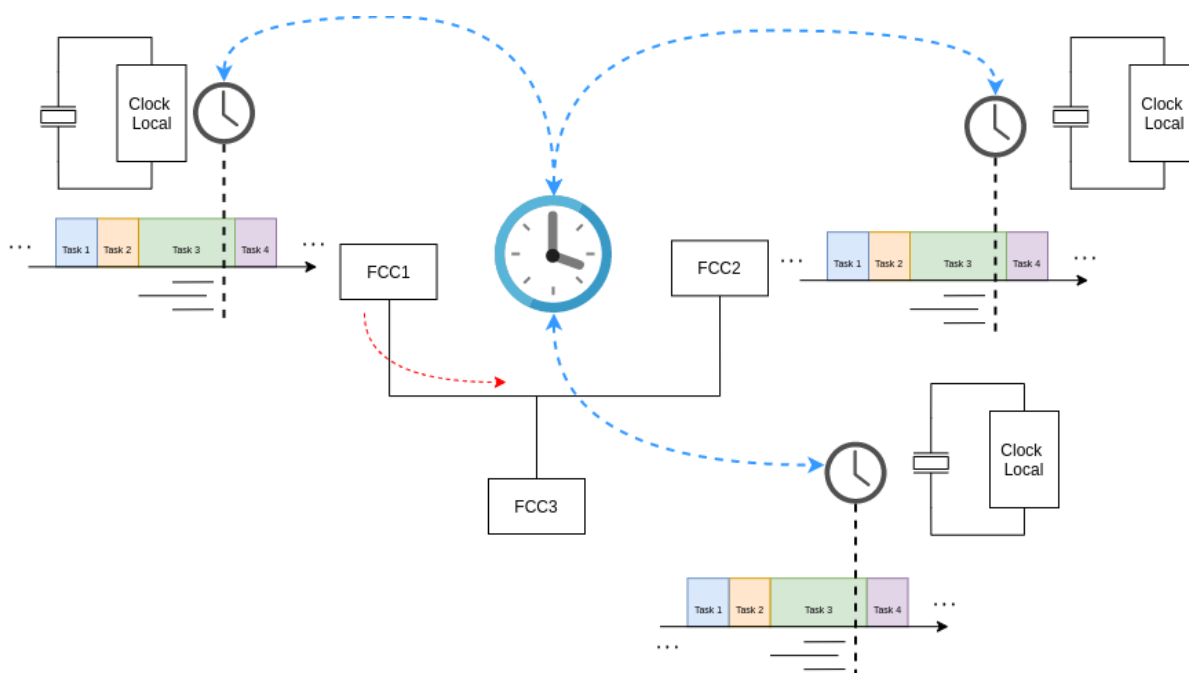 Clock
Local
Clock
Local
Task 1
Task 2
Task 3
Task 4
...
...
FCC1
FCC2
...
Task 1
Task 2
Task 3
Task 4
...
FCC3
Clock
Local
Task 1
Task 2
Task 3
Task 4
...
...